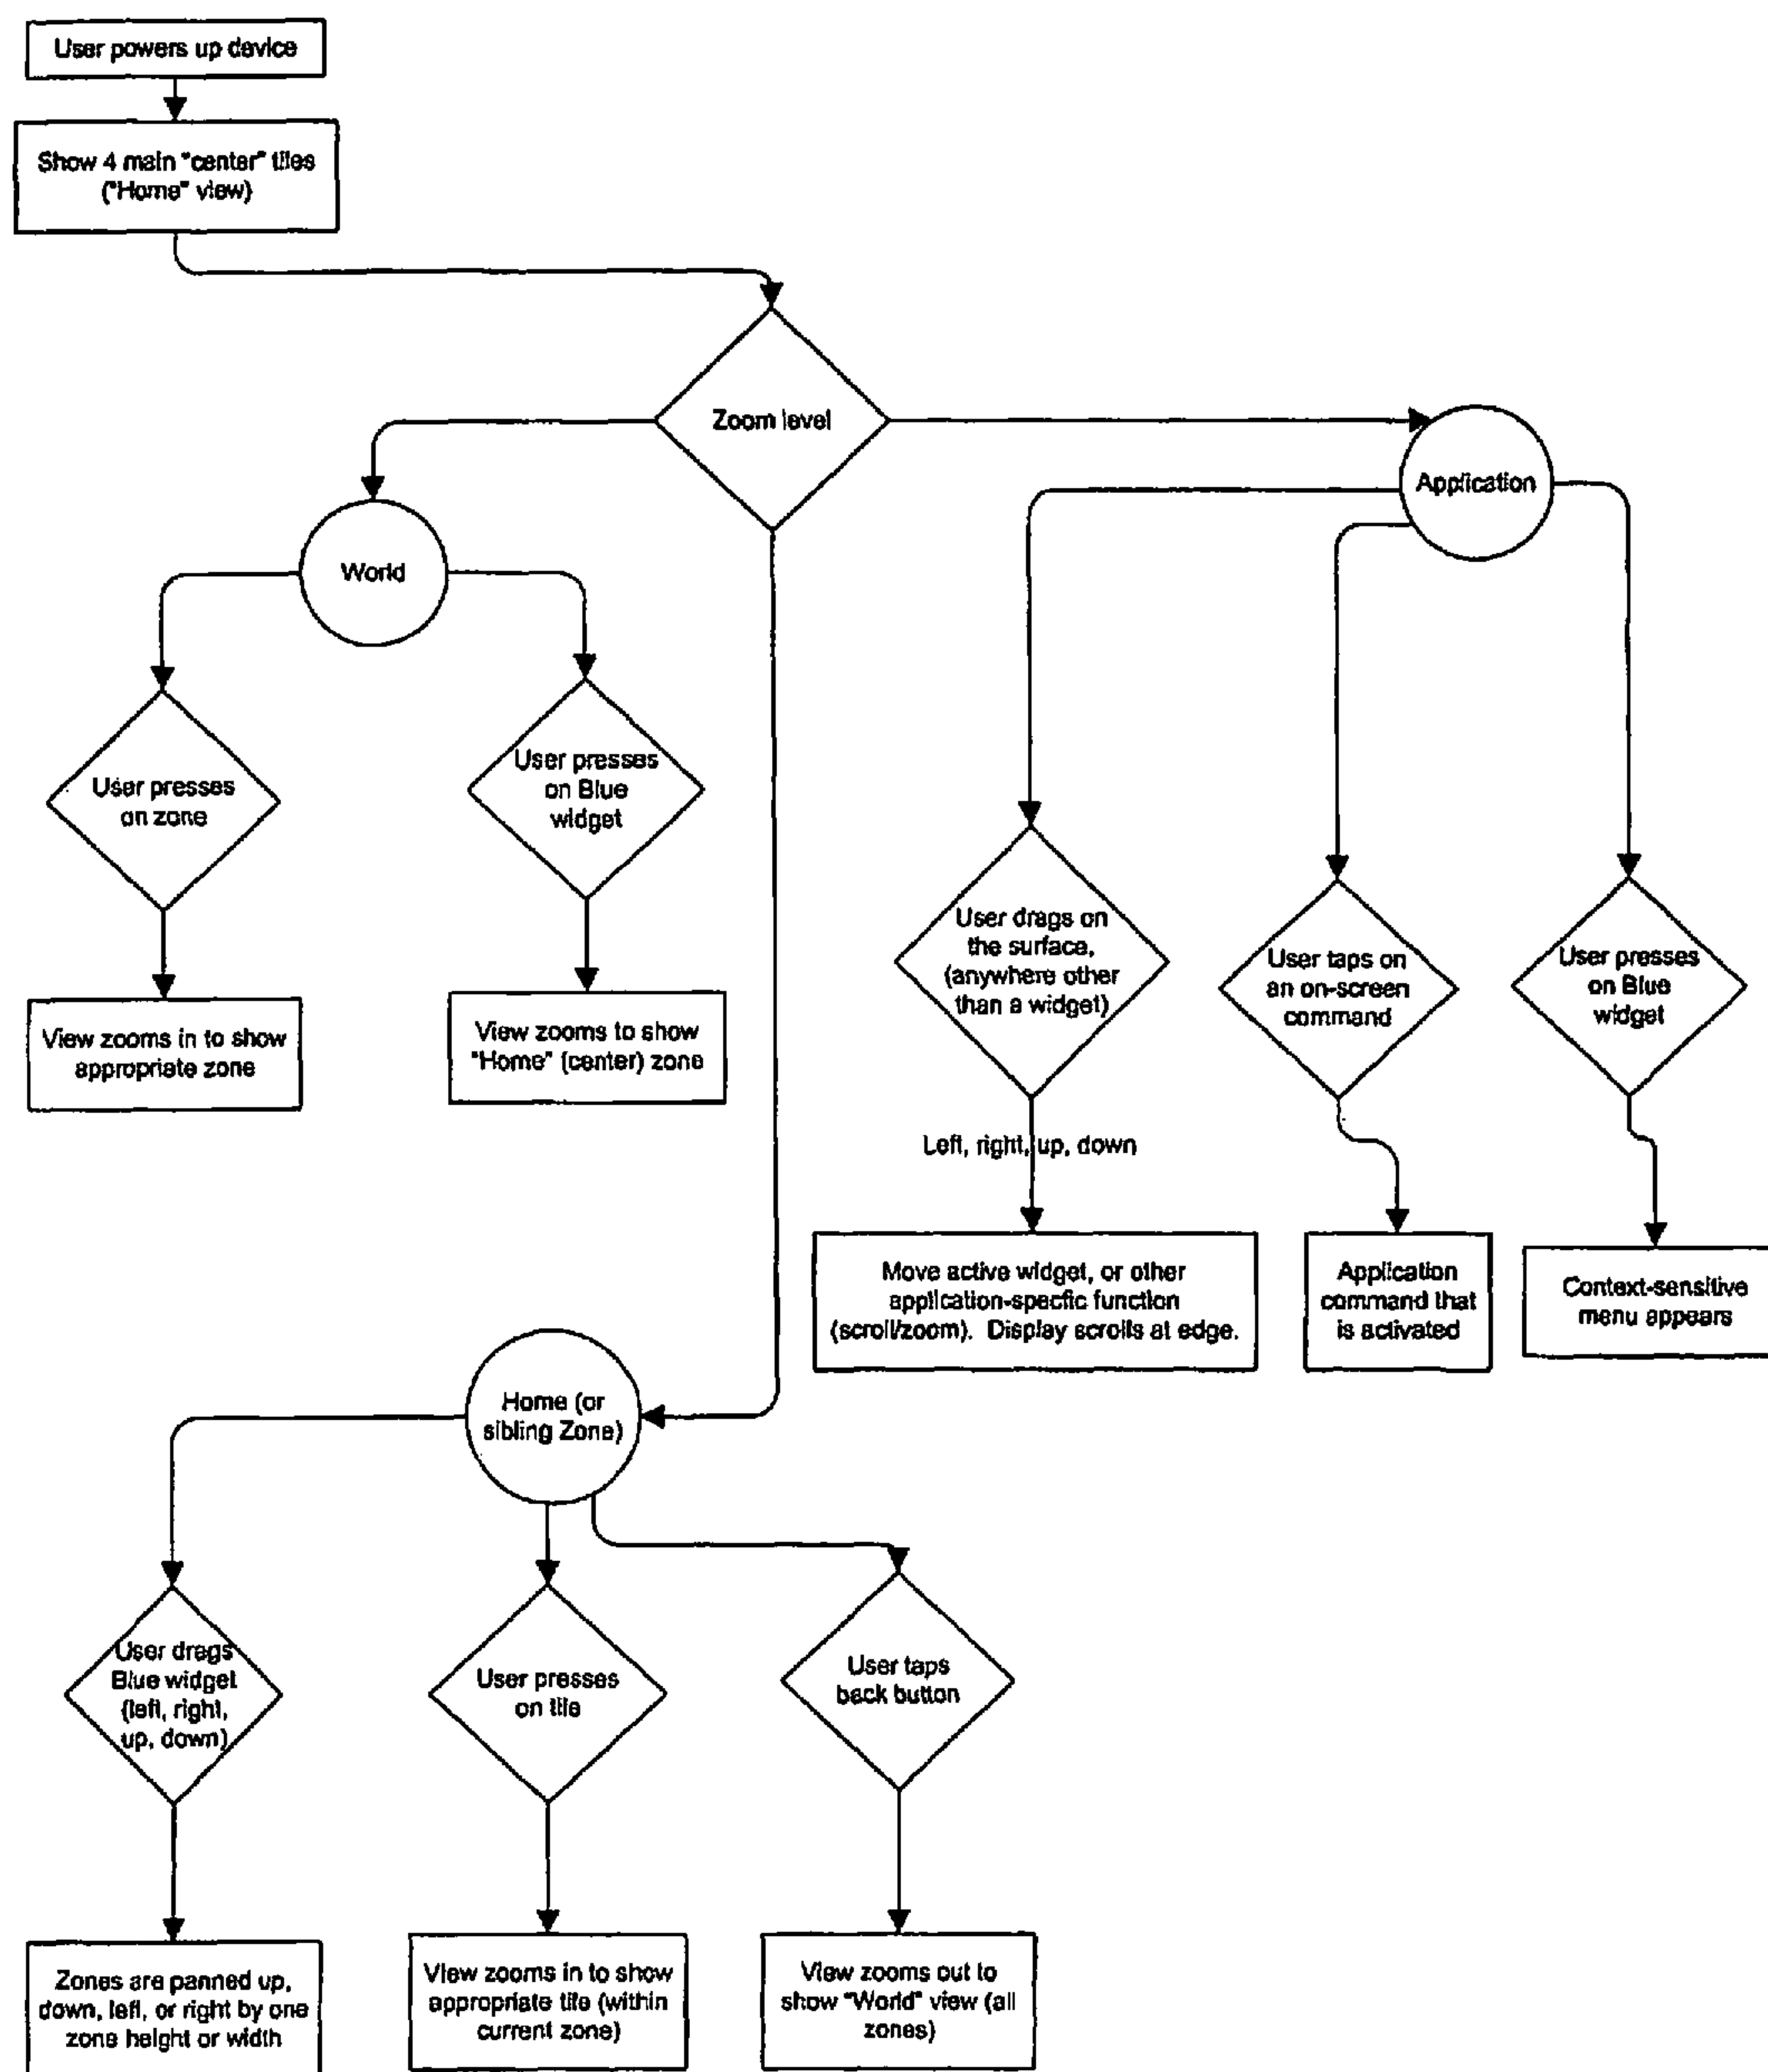 User powers up device
Show 4 main "center" tiles
("Home" view)
Zoom level
World
Application
User presses
on zone
User presses
on Blue
widget
User drags on
the surface,
(anywhere other
than a widget)
User taps on
an on-screen
command
User presses
on Blue
widget
View zooms in to show
appropriate zone
View zooms to show
"Home" (center) zone
Left, right, up, down
Move active widget, or other
application-specfic function
(scroll/zoom). Display scrolls at edge.
Application
command that
is activated
Context-sensitive
menu appears
Home (or
sibling Zone)
User drags
Blue widget
(left, right,
up, down)
User presses
on tile
User taps
back button
Zones are panned up,
down, left, or right by one
zone height or width
View zooms in to show
appropriate tile (within
current zone)
View zooms out to
show "World" view (all
zones)